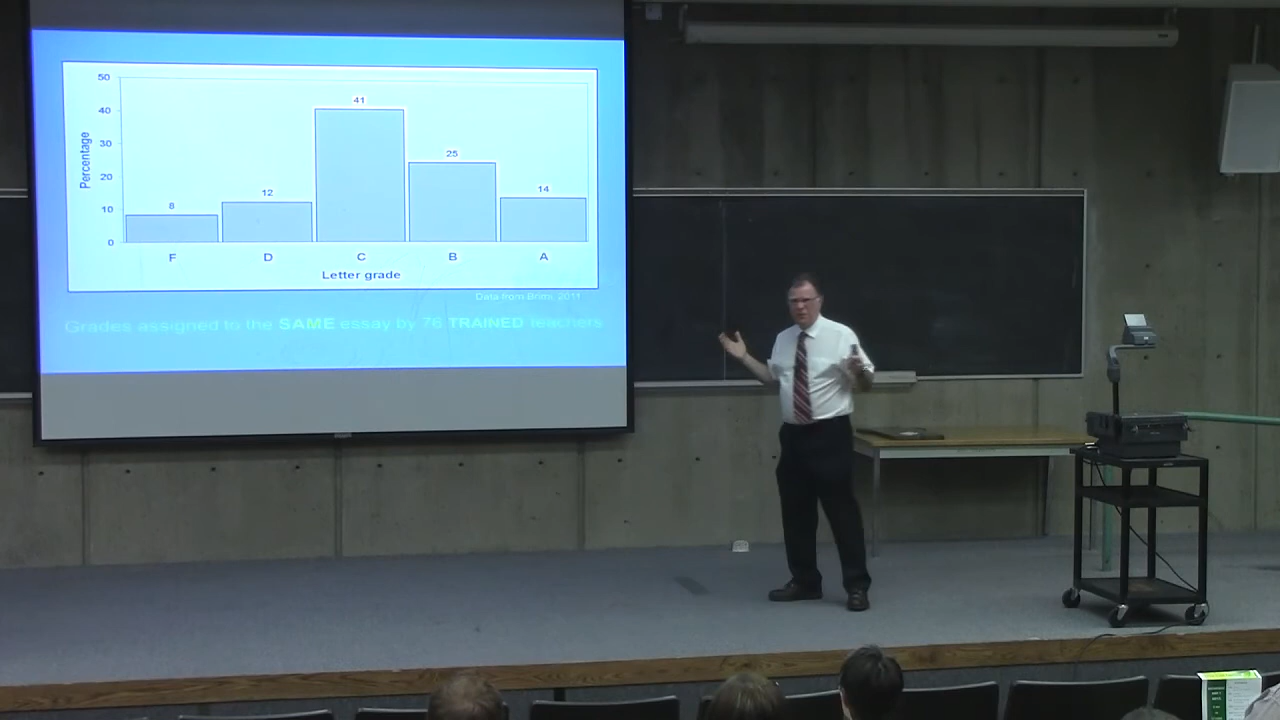 50
40
30
20
10
0
Percentage
8
12
41
25
14
F D C B A
Letter grade
Data from Brimi, 2011
Grades assigned to the SAME essay by 76 TRAINED teachers